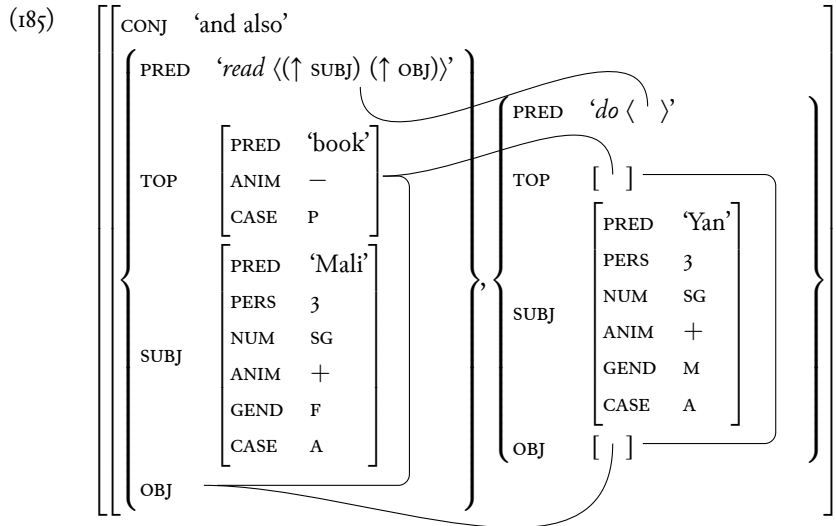 (185)
CONJ ‘and also’
PRED ‘read ⟨(↑ SUBJ) (↑ OBJ)⟩’
TOP
PRED ‘book’
ANIM −
CASE P
SUBJ
PRED ‘Mali’
PERS 3
NUM SG
ANIM +
GEND F
CASE A
OBJ
,
PRED ‘do ⟨ ⟩’
TOP [ ]
SUBJ
PRED ‘Yan’
PERS 3
NUM SG
ANIM +
GEND M
CASE A
OBJ [ ]